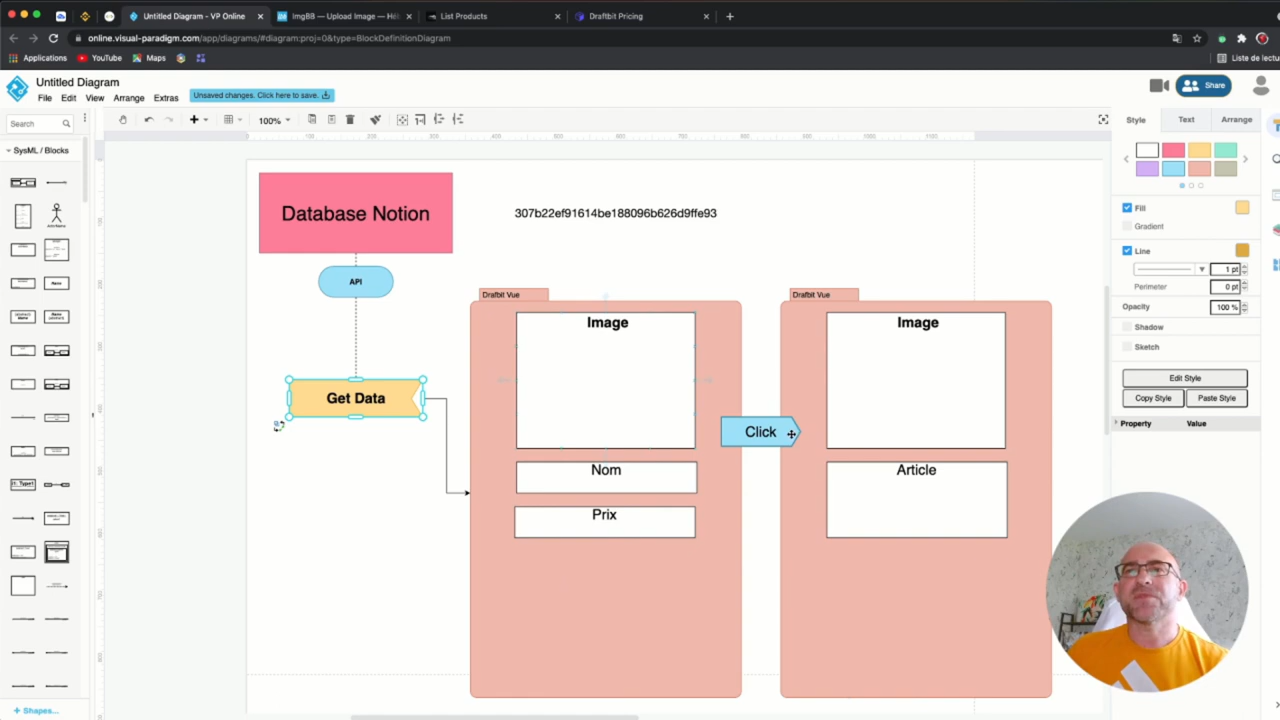 Untitled Diagram - VP Online
ImgBB — Upload Image — Hé
List Products
Draftbit Pricing
online.visual-paradigm.com/app/diagrams/#diagram:proj=0&type=BlockDefinitionDiagram
Applications
YouTube
Maps
Liste de lectu
Untitled Diagram
File
Edit
View
Arrange
Extras
Unsaved changes. Click here to save.
Share
Search
100%
Style
Text
Arrange
SysML / Blocks
Database Notion
307b22ef91614be188096b626d9ffe93
API
Drafbit Vue
Drafbit Vue
Image
Image
Get Data
Click
Nom
Article
Prix
Fill
Gradient
Line
1 pt
Perimeter
0 pt
Opacity
100 %
Shadow
Sketch
Edit Style
Copy Style
Paste Style
Property
Value
+ Shapes...